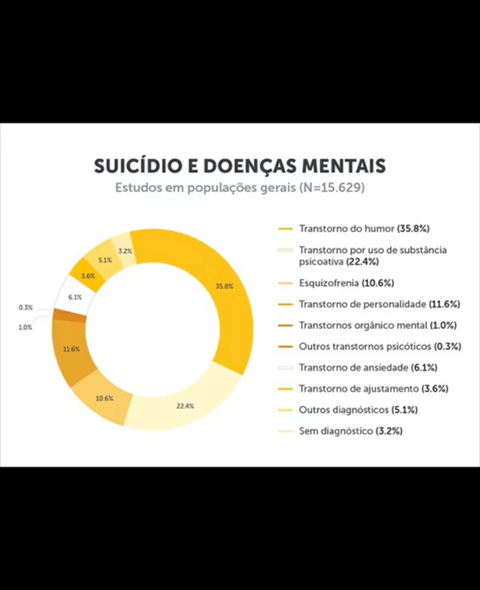 SUICÍDIO E DOENÇAS MENTAIS
Estudos em populações gerais (N=15.629)
3.2%
5.1%
3.6%
6.1%
0.3%
1.0%
11.6%
10.6%
22.4%
35.8%
Transtorno do humor (35.8%)
Transtorno por uso de substância
psicoativa (22.4%)
Esquizofrenia (10.6%)
Transtorno de personalidade (11.6%)
Transtornos orgânico mental (1.0%)
Outros transtornos psicóticos (0.3%)
Transtorno de ansiedade (6.1%)
Transtorno de ajustamento (3.6%)
Outros diagnósticos (5.1%)
Sem diagnóstico (3.2%)